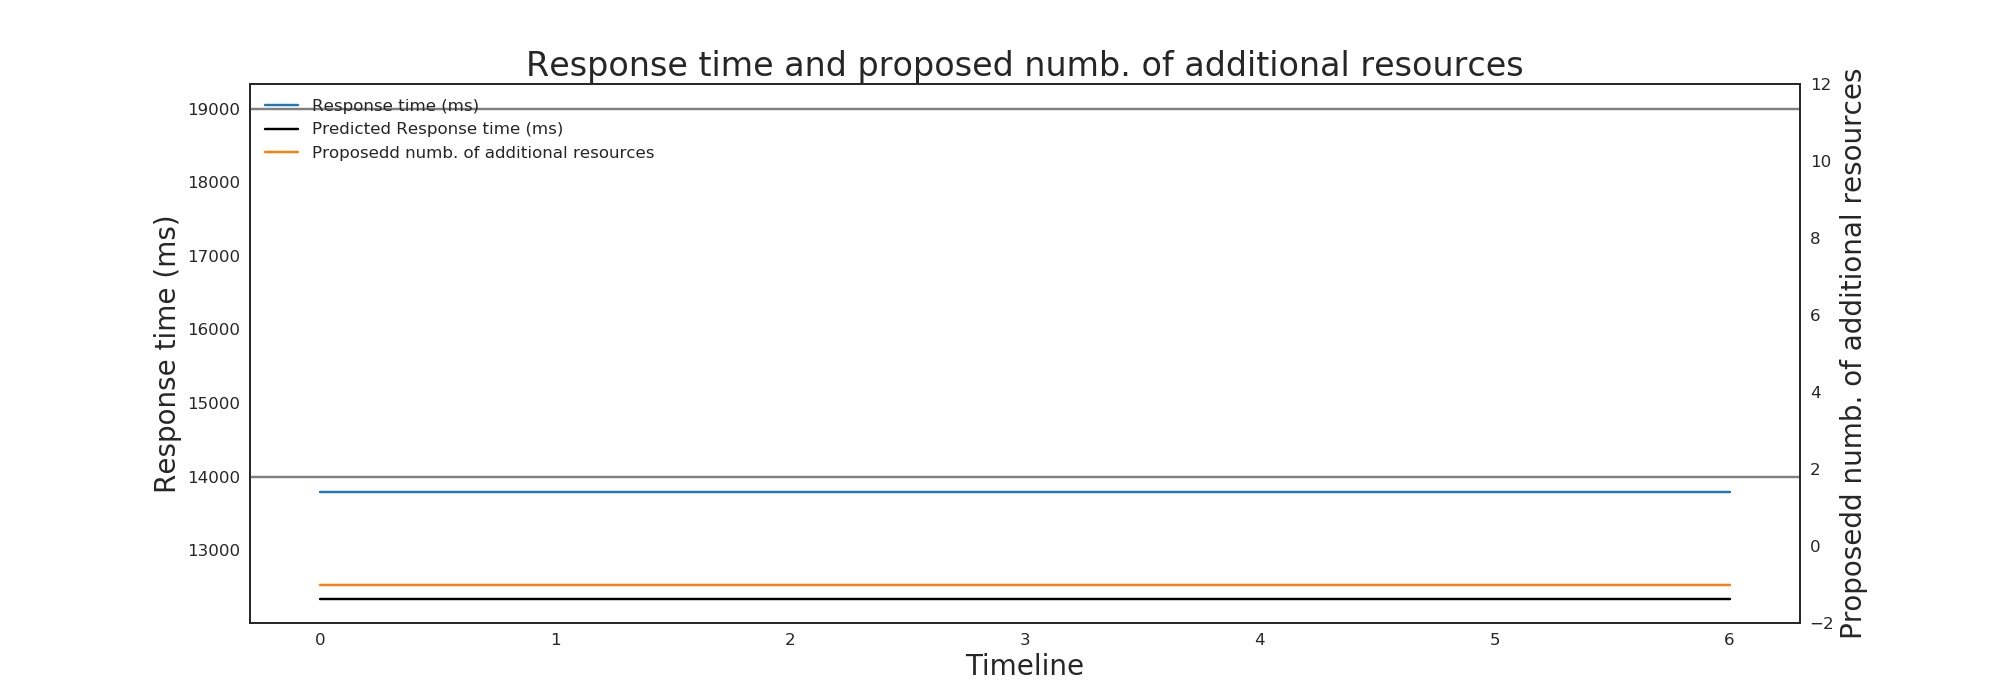 Response time and proposed numb. of additional resources
Response time (ms)
Predicted Response time (ms)
Proposedd numb. of additional resources
Response time (ms)
19000
18000
17000
16000
15000
14000
13000
12
10
8
6
4
2
0
−2
Proposedd numb. of additional resources
0 1 2 3 4 5 6
Timeline